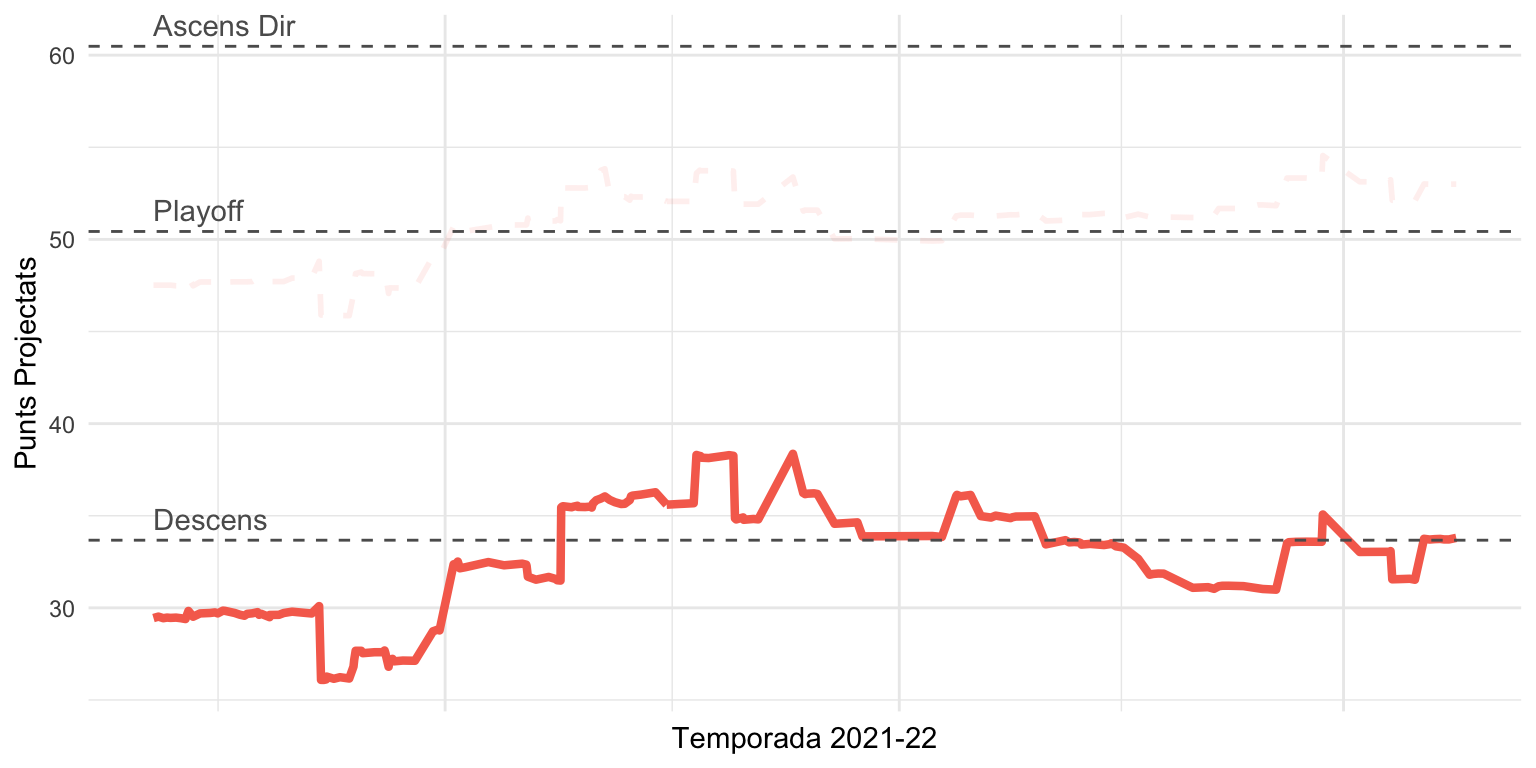 Ascens Dir
60
Playoff
50
Punts Projectats
40
Descens
30
Temporada 2021-22